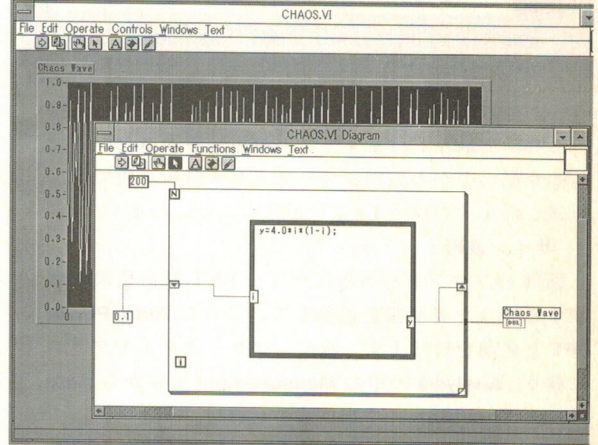 CHAOS.VI
File Edit Operate Controls Windows Text
Chaos Wave
1.0
0.9
0.8
0.7
0.6
0.5
0.4
0.3
0.2
0.1
0.0
0
CHAOS.VI Diagram
File Edit Operate Functions Windows Text
200
N
y=4.0*i*(1-i);
i
y
0.1
Chaos Wave
[DBL]
i